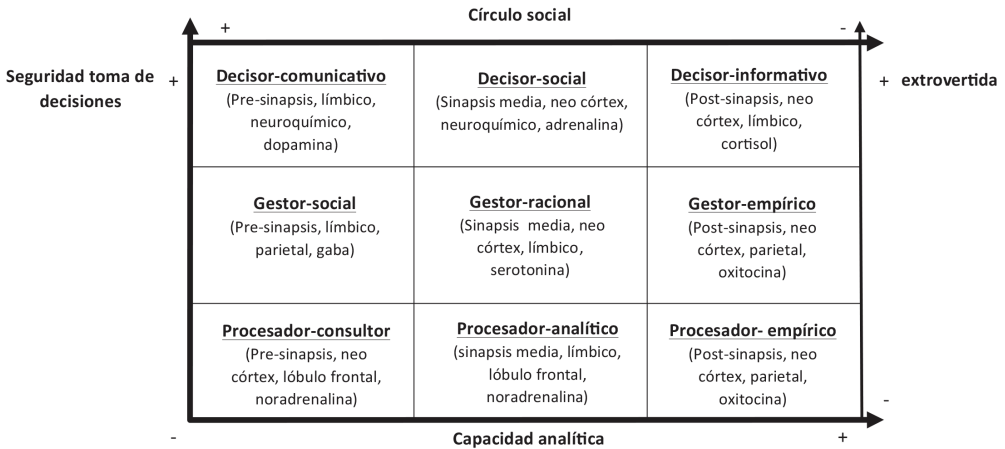 Círculo social
+ -
Seguridad toma de
decisiones
+
+ extrovertida
Decisor-comunicativo
(Pre-sinapsis, límbico,
neuroquímico,
dopamina)
Decisor-social
(Sinapsis media, neo córtex,
neuroquímico, adrenalina)
Decisor-informativo
(Post-sinapsis, neo
córtex, límbico,
cortisol)
Gestor-social
(Pre-sinapsis, límbico,
parietal, gaba)
Gestor-racional
(Sinapsis media, neo
córtex, límbico,
serotonina)
Gestor-empírico
(Post-sinapsis, neo
córtex, parietal,
oxitocina)
Procesador-consultor
(Pre-sinapsis, neo
córtex, lóbulo frontal,
noradrenalina)
Procesador-analítico
(sinapsis media, límbico,
lóbulo frontal,
noradrenalina)
Procesador- empírico
(Post-sinapsis, neo
córtex, parietal,
oxitocina)
-
- Capacidad analítica +